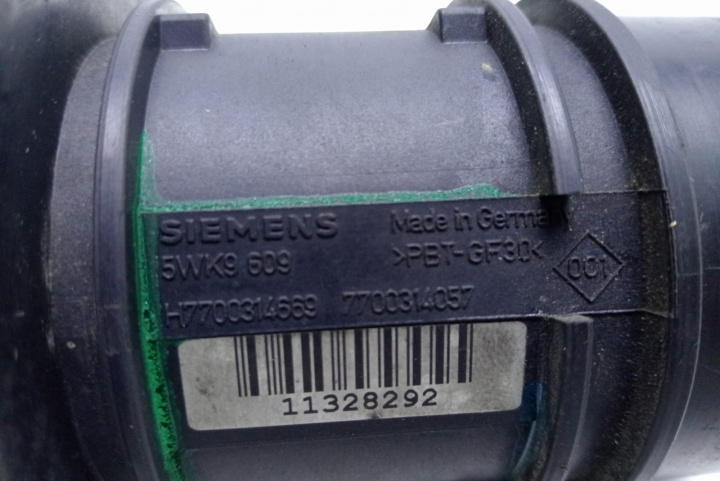 SIEMENS Made in Germany
5WK9 609 >PBT-GF30< 001
H7700314669 7700314057
11328292